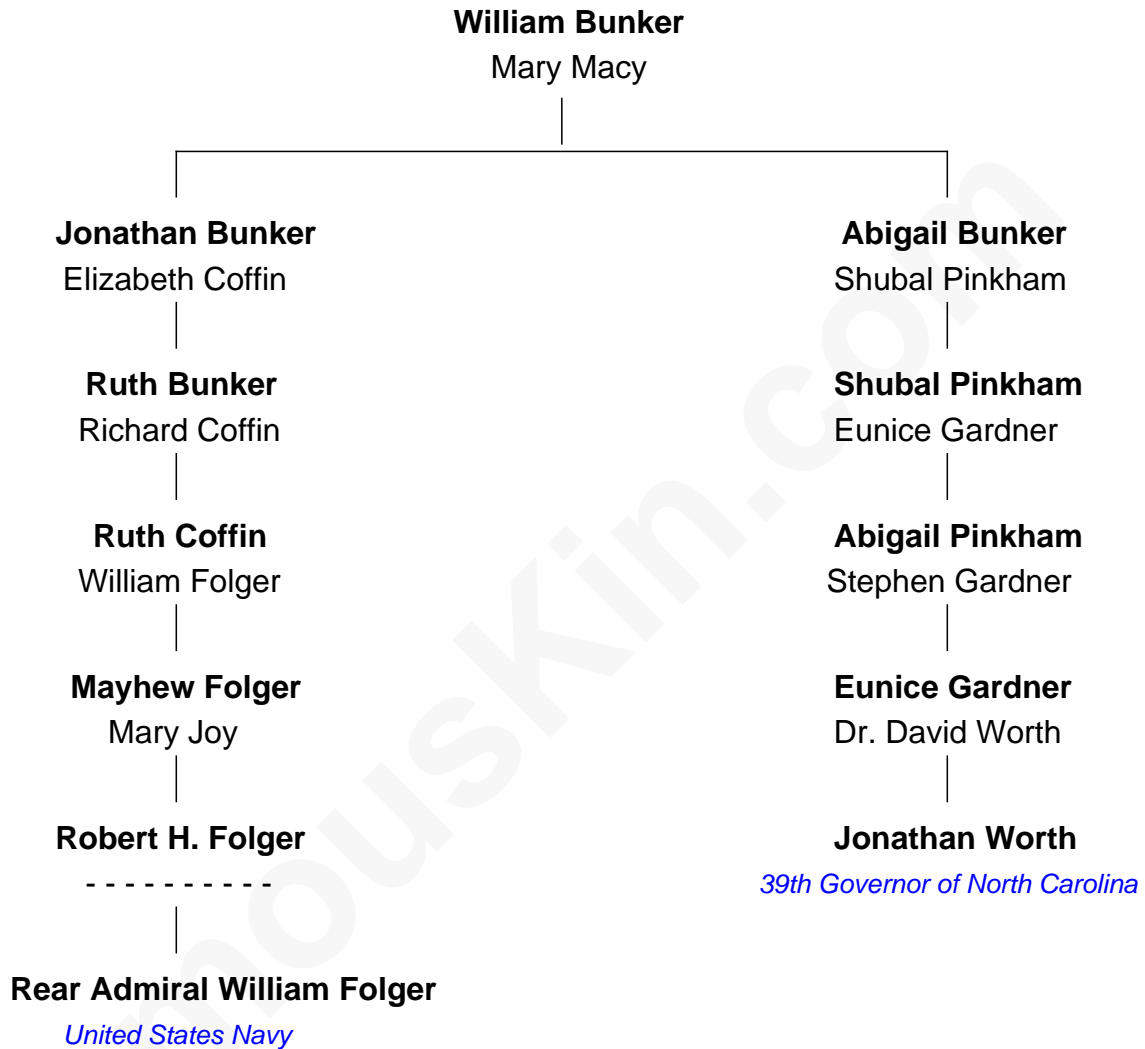 William Bunker
Mary Macy
Jonathan Bunker
Elizabeth Coffin
Abigail Bunker
Shubal Pinkham
Ruth Bunker
Richard Coffin
Shubal Pinkham
Eunice Gardner
Ruth Coffin
William Folger
Abigail Pinkham
Stephen Gardner
Mayhew Folger
Mary Joy
Eunice Gardner
Dr. David Worth
Robert H. Folger
- - - - - - - - - -
Jonathan Worth
39th Governor of North Carolina
Rear Admiral William Folger
United States Navy
mouskin.com